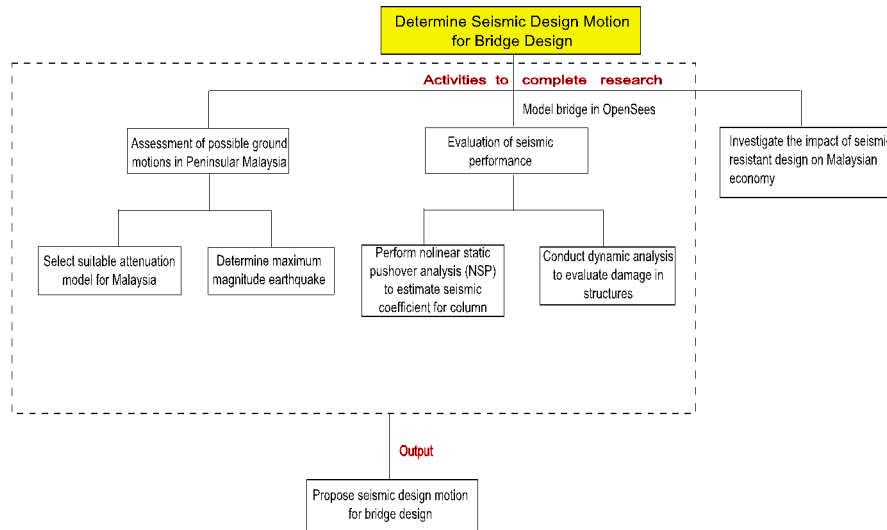 Determine Seismic Design Motion
for Bridge Design
Activities to complete research
Model bridge in OpenSees
Assessment of possible ground
motions in Peninsular Malaysia
Evaluation of seismic
performance
Investigate the impact of seismic
resistant design on Malaysian
economy
Select suitable attenuation
model for Malaysia
Determine maximum
magnitude earthquake
Perform nolinear static
pushover analysis (NSP)
to estimate seismic
coefficient for column
Conduct dynamic analysis
to evaluate damage in
structures
Output
Propose seismic design motion
for bridge design